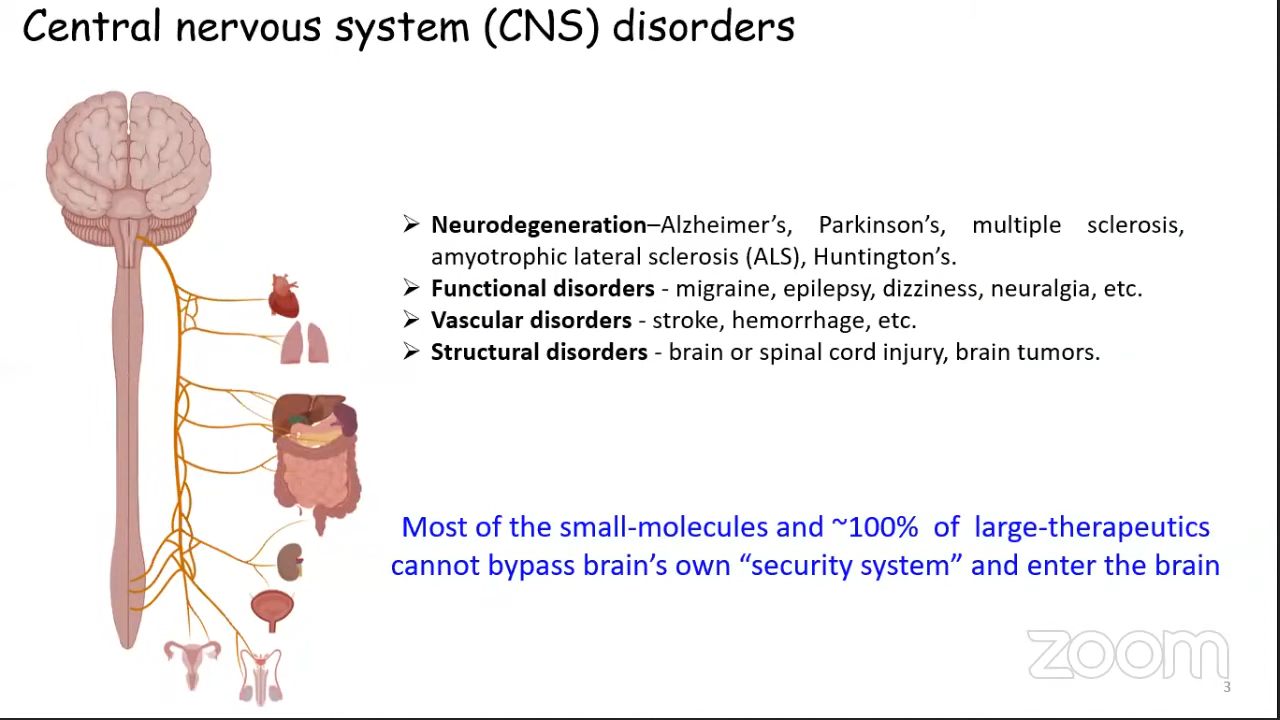 Central nervous system (CNS) disorders
➢ Neurodegeneration–Alzheimer’s, Parkinson’s, multiple sclerosis,
amyotrophic lateral sclerosis (ALS), Huntington’s.
➢ Functional disorders - migraine, epilepsy, dizziness, neuralgia, etc.
➢ Vascular disorders - stroke, hemorrhage, etc.
➢ Structural disorders - brain or spinal cord injury, brain tumors.
Most of the small-molecules and ~100% of large-therapeutics
cannot bypass brain’s own “security system” and enter the brain
zoom
3